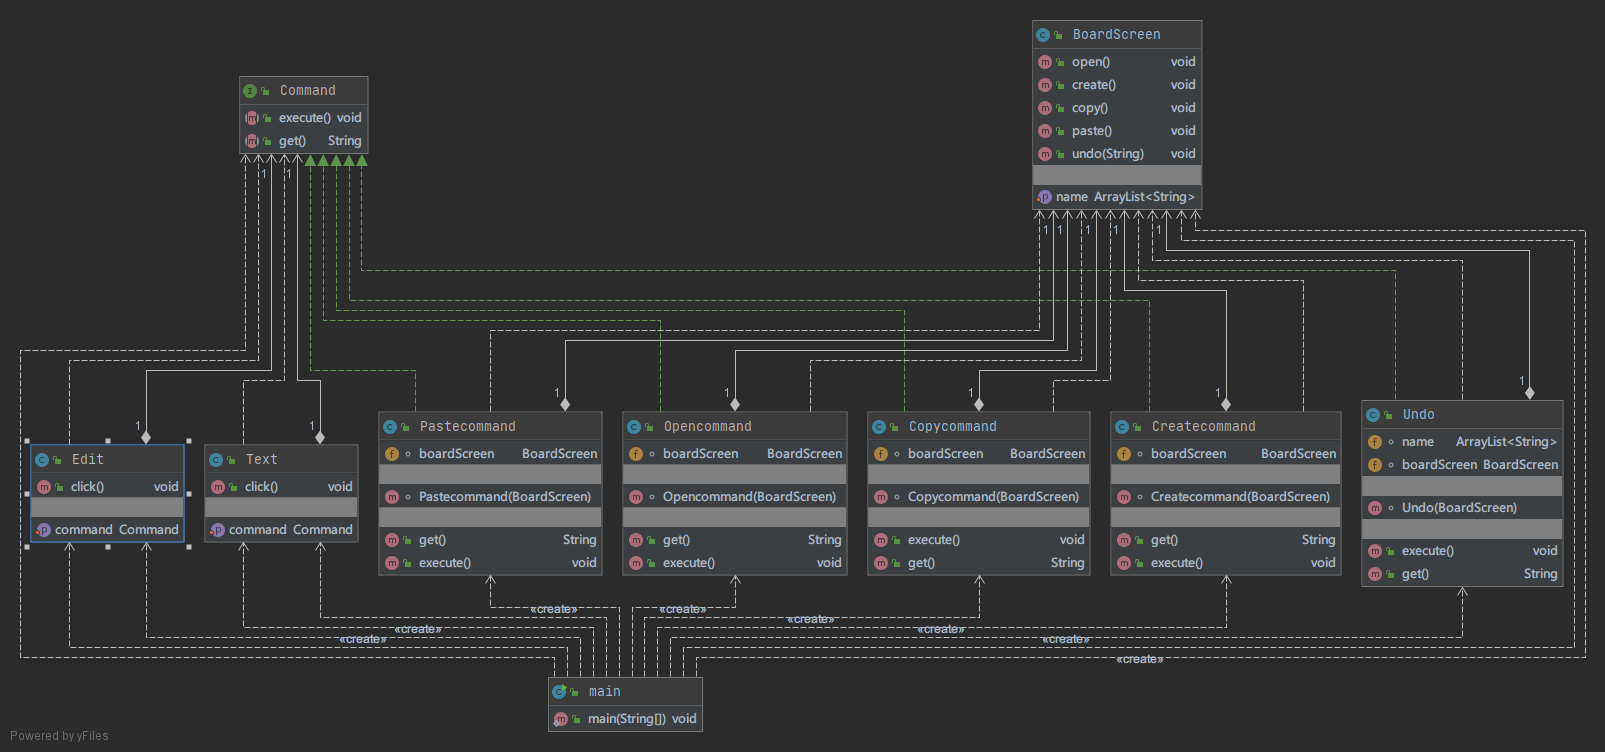 BoardScreen
open() void
create() void
copy() void
paste() void
undo(String) void
name ArrayList<String>
Command
execute() void
get() String
1 1
1 1 1 1 1
1 1 1 1 1
1 1
Edit
click() void
command Command
Text
click() void
command Command
Pastecommand
boardScreen BoardScreen
Pastecommand(BoardScreen)
get() String
execute() void
Opencommand
boardScreen BoardScreen
Opencommand(BoardScreen)
get() String
execute() void
Copycommand
boardScreen BoardScreen
Copycommand(BoardScreen)
execute() void
get() String
Createcommand
boardScreen BoardScreen
Createcommand(BoardScreen)
get() String
execute() void
Undo
name ArrayList<String>
boardScreen BoardScreen
Undo(BoardScreen)
execute() void
get() String
«create» «create»
«create»
«create» «create»
«create» «create»
«create»
main
main(String[]) void
Powered by yFiles